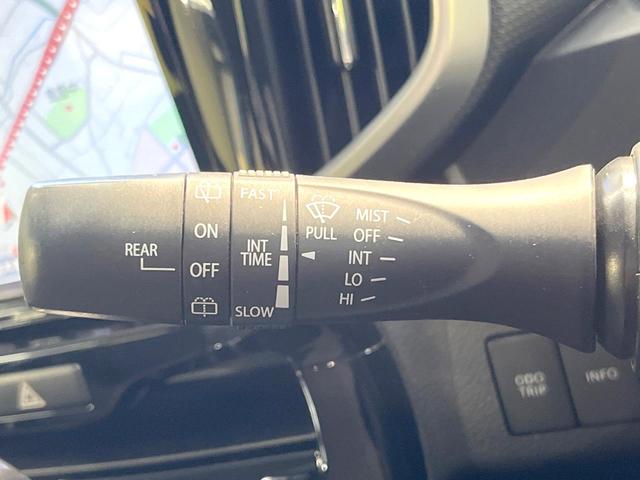 REAR
ON
OFF
FAST
INT
TIME
SLOW
PULL
MIST
OFF
INT
LO
HI
ODO
TRIP
INFO